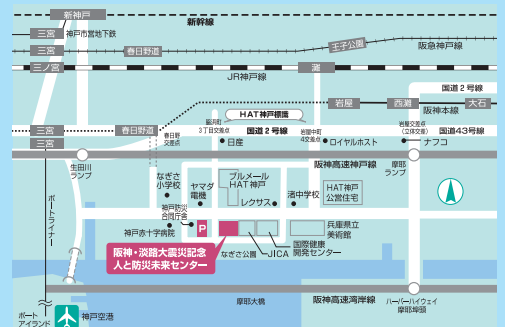 新神戸
新幹線
三宮
神戸市営地下鉄
三宮
春日野道
王子公園
阪急神戸線
三ノ宮
灘
JR神戸線
国道2号線
岩屋
西灘
大石
阪神本線
HAT神戸標識
脇浜町
3丁目交差点
国道2号線
岩屋中町
4交差点
岩屋交差点
(立体交差)
国道43号線
三宮
春日野道
春日野
交差点
日産
ロイヤルホスト
ナフコ
三宮
阪神高速神戸線
生田川
ランプ
摩耶
ランプ
なぎさ
小学校
ヤマダ
電機
ブルメール
HAT神戸
渚中学校
HAT神戸
公営住宅
レクサス
ポートライナー
神戸防災
合同庁舎
神戸赤十字病院
P
兵庫県立
美術館
国際健康
開発センター
JICA
なぎさ公園
阪神・淡路大震災記念
人と防災未来センター
摩耶大橋
阪神高速湾岸線
ハーバーハイウェイ
摩耶埠頭
ポート
アイランド
神戸空港